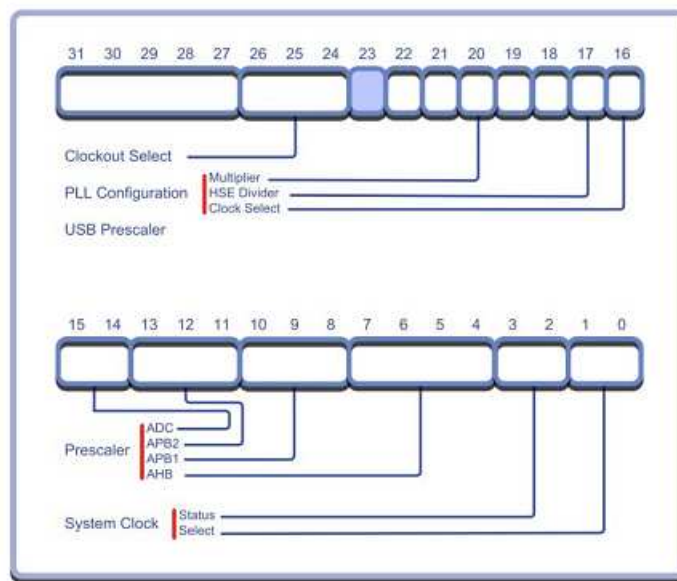 31 30 29 28 27 26 25 24 23 22 21 20 19 18 17 16
Clockout Select
Multiplier
PLL Configuration HSE Divider
Clock Select
USB Prescaler
15 14 13 12 11 10 9 8 7 6 5 4 3 2 1 0
ADC
APB2
Prescaler
APB1
AHB
Status
System Clock
Select